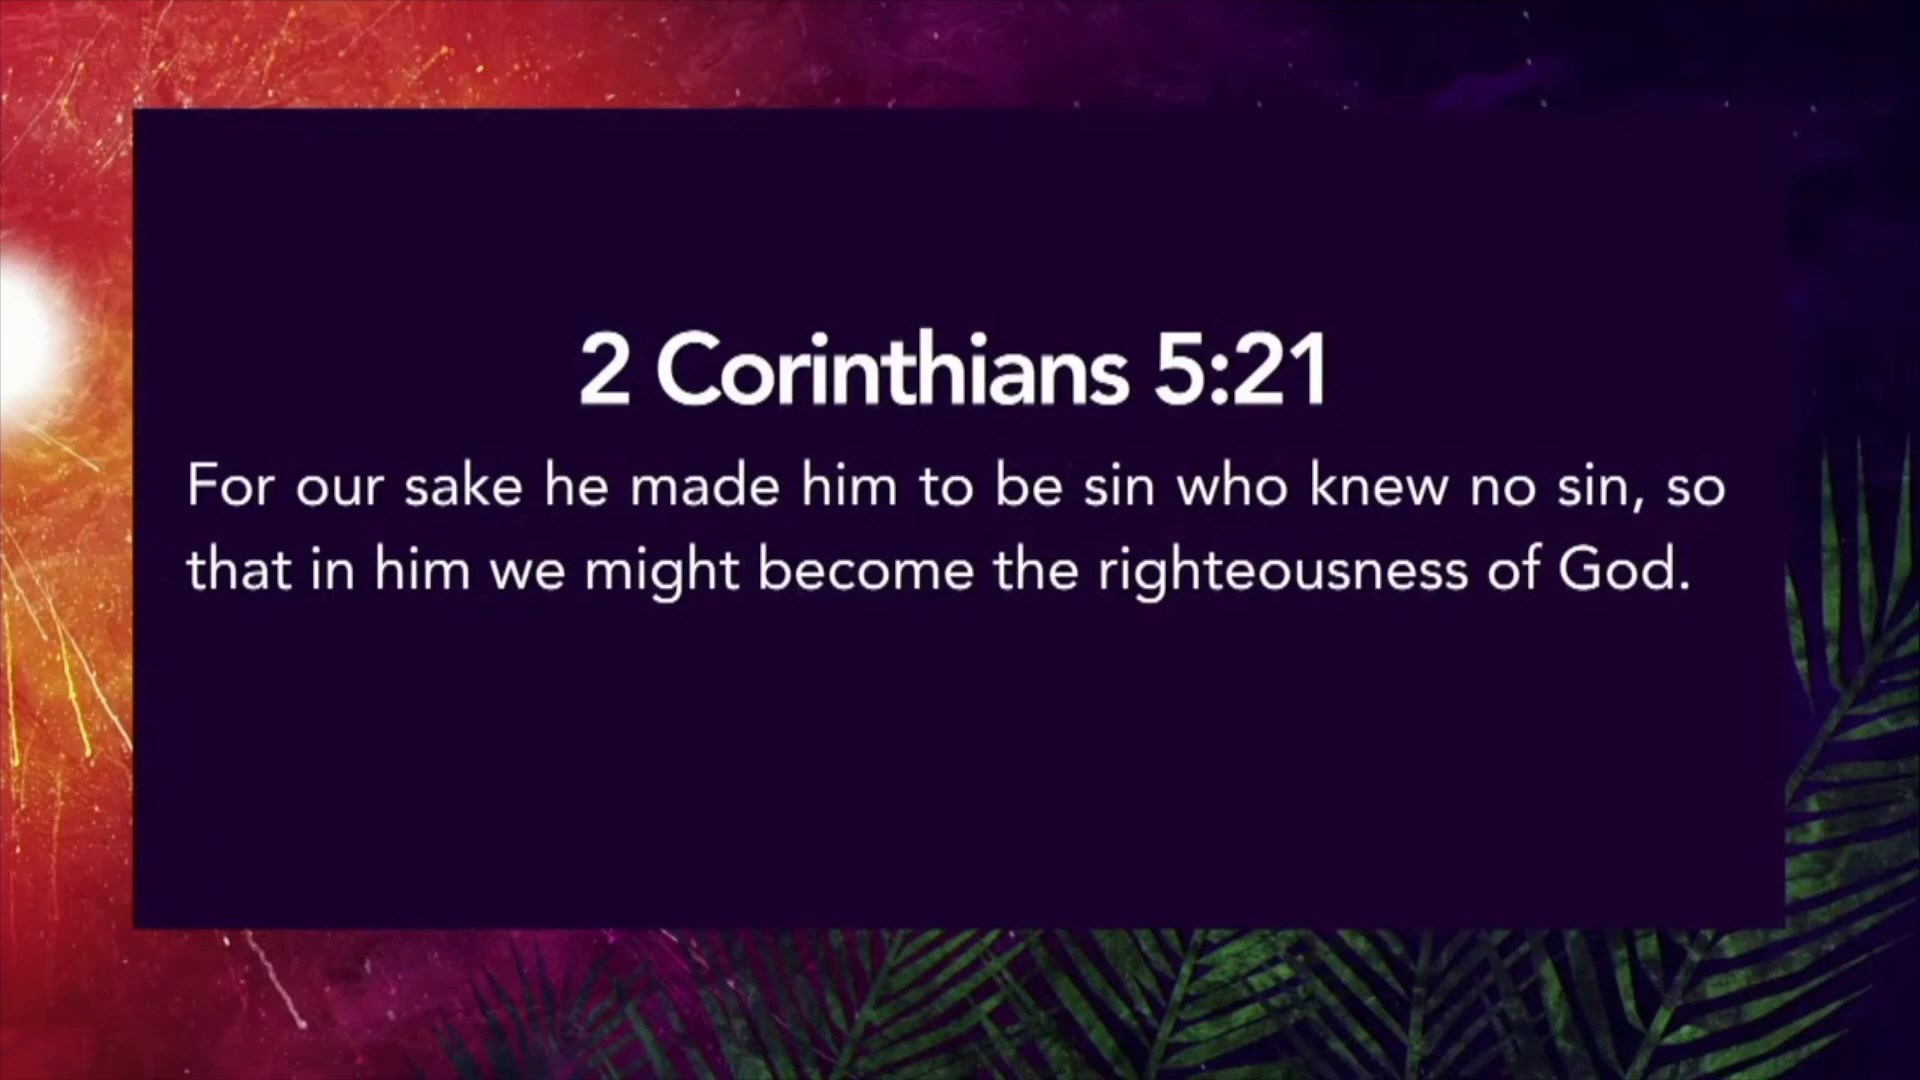 2 Corinthians 5:21
For our sake he made him to be sin who knew no sin, so
that in him we might become the righteousness of God.